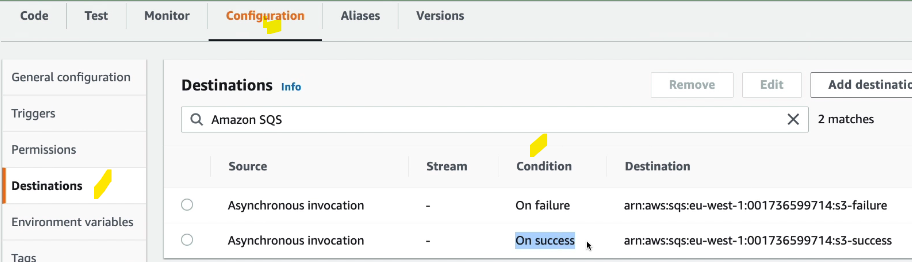 Code Test Monitor Configuration Aliases Versions
General configuration
Triggers
Permissions
Destinations
Environment variables
Tags
Destinations Info Remove Edit Add destinatio
Amazon SQS 2 matches
Source Stream Condition Destination
Asynchronous invocation - On failure arn:aws:sqs:eu-west-1:001736599714:s3-failure
Asynchronous invocation - On success arn:aws:sqs:eu-west-1:001736599714:s3-success